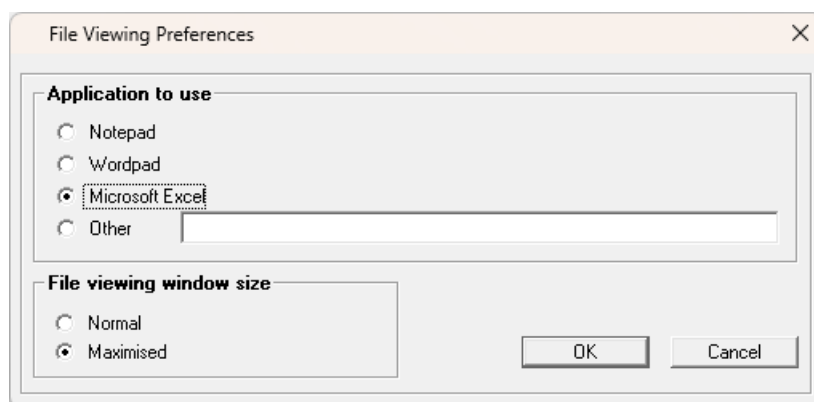 File Viewing Preferences
Application to use
Notepad
Wordpad
Microsoft Excel
Other
File viewing window size
Normal
Maximised
OK Cancel